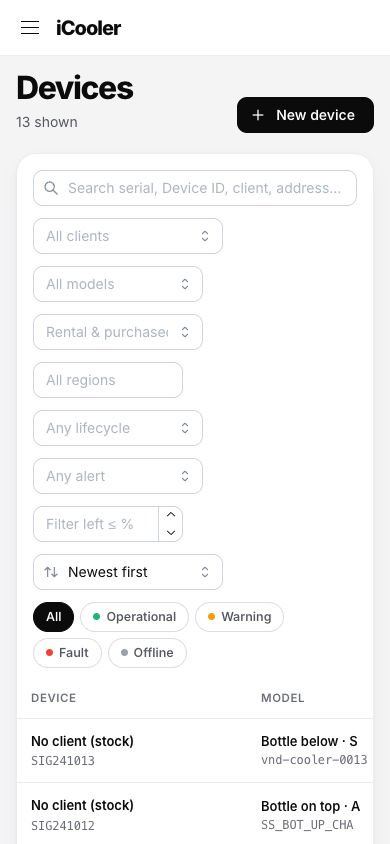 iCooler
Devices
13 shown
New device
Search serial, Device ID, client, address...
All clients
All models
Rental & purchased
All regions
Any lifecycle
Any alert
Filter left ≤ %
Newest first
All
Operational
Warning
Fault
Offline
DEVICE MODEL
No client (stock) Bottle below · S
SIG241013 vnd-cooler-0013
No client (stock) Bottle on top · A
SIG241012 SS_BOT_UP_CHA